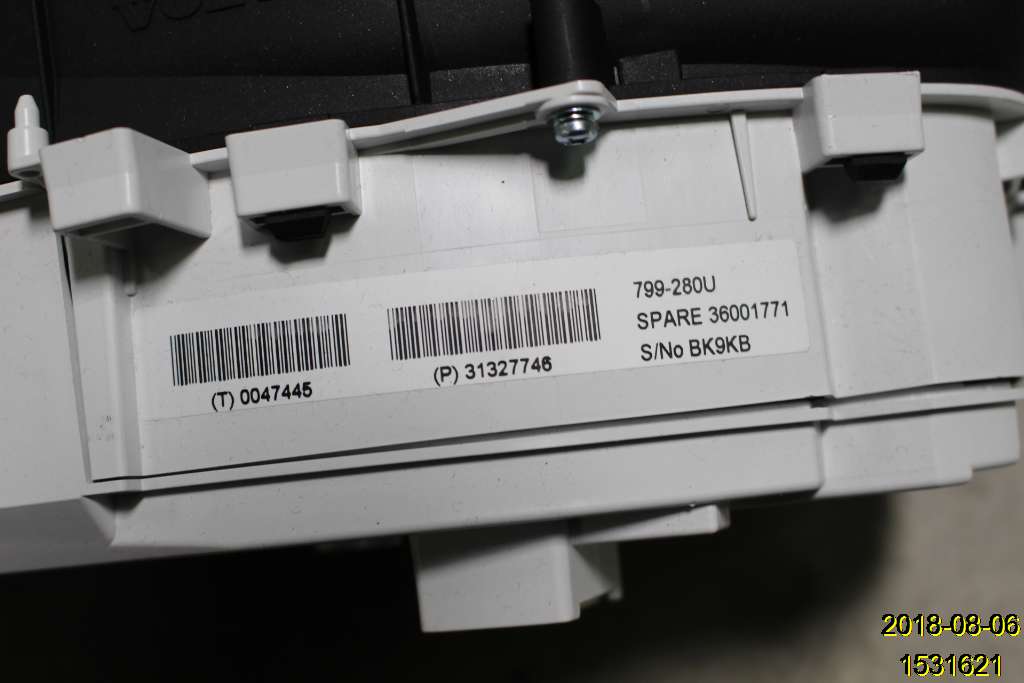 799-280U
SPARE 36001771
S/No BK9KB
(T) 0047445
(P) 31327746
2018-08-06
1531621